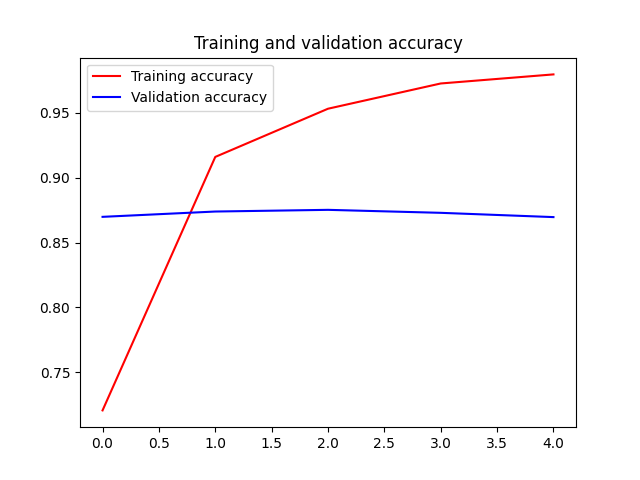 Training and validation accuracy
Training accuracy
Validation accuracy
0.95
0.90
0.85
0.80
0.75
0.0 0.5 1.0 1.5 2.0 2.5 3.0 3.5 4.0